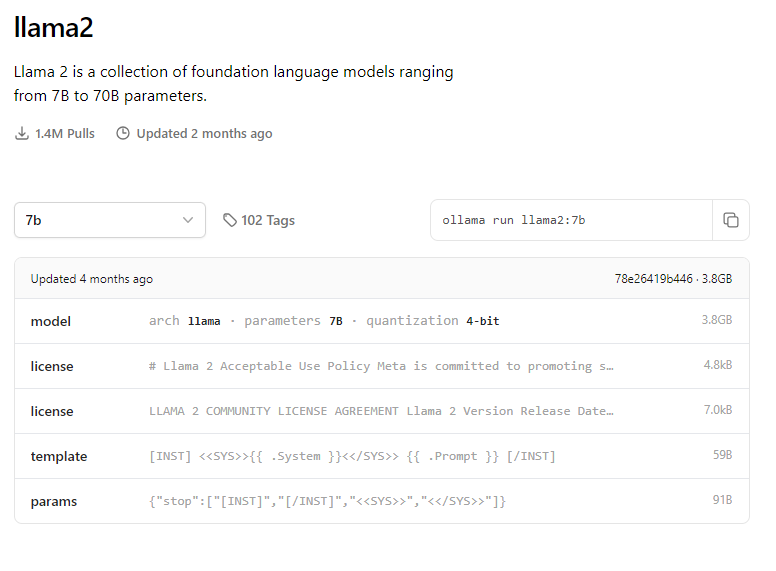 llama2
Llama 2 is a collection of foundation language models ranging
from 7B to 70B parameters.
1.4M Pulls Updated 2 months ago
7b 102 Tags ollama run llama2:7b
Updated 4 months ago 78e26419b446 · 3.8GB
model arch llama · parameters 7B · quantization 4-bit 3.8GB
license # Llama 2 Acceptable Use Policy Meta is committed to promoting s… 4.8kB
license LLAMA 2 COMMUNITY LICENSE AGREEMENT Llama 2 Version Release Date… 7.0kB
template [INST] <<SYS>>{{ .System }}<</SYS>> {{ .Prompt }} [/INST] 59B
params {"stop":["[INST]","[/INST]","<<SYS>>","<</SYS>>"]} 91B